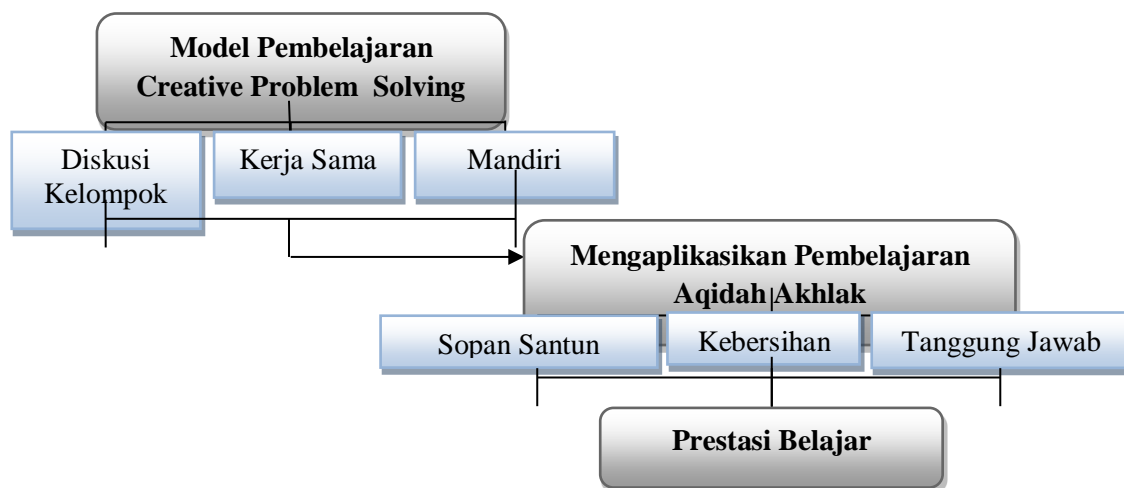 Model Pembelajaran
Creative Problem  Solving
Diskusi
Kelompok
Kerja Sama
Mandiri
Mengaplikasikan Pembelajaran
Aqidah Akhlak
Sopan Santun
Kebersihan
Tanggung Jawab
Prestasi Belajar